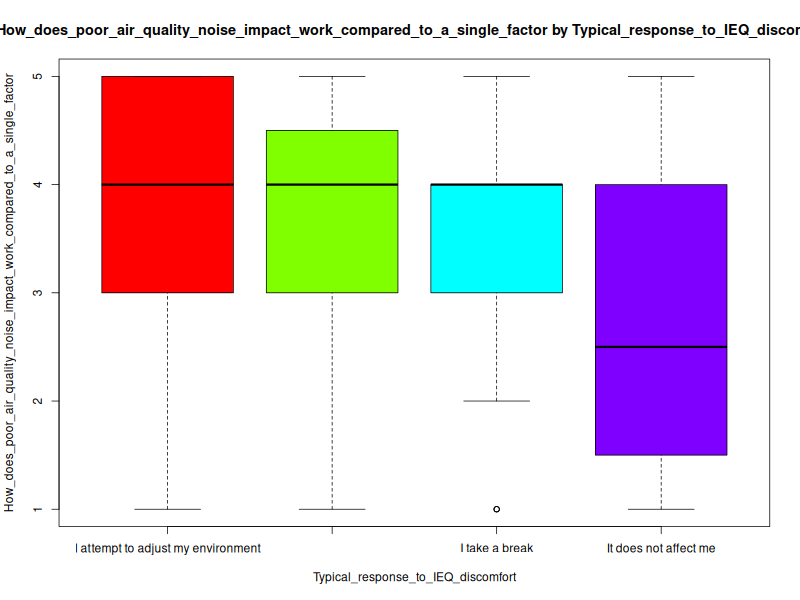 How_does_poor_air_quality_noise_impact_work_compared_to_a_single_factor by Typical_response_to_IEQ_discom
How_does_poor_air_quality_noise_impact_work_compared_to_a_single_factor
5
4
3
2
1
I attempt to adjust my environment
I take a break
It does not affect me
Typical_response_to_IEQ_discomfort